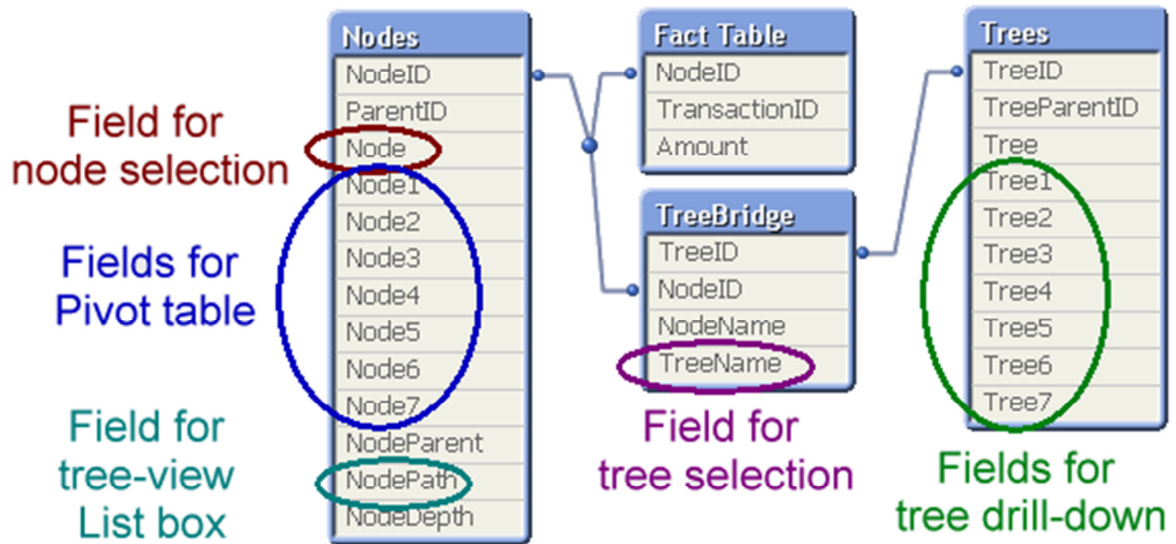 Nodes
NodeID
ParentID
Node
Node1
Node2
Node3
Node4
Node5
Node6
Node7
NodeParent
NodePath
NodeDepth
Fact Table
NodeID
TransactionID
Amount
TreeBridge
TreeID
NodeID
NodeName
TreeName
Trees
TreeID
TreeParentID
Tree
Tree1
Tree2
Tree3
Tree4
Tree5
Tree6
Tree7
Field for
node selection
Fields for
Pivot table
Field for
tree-view
List box
Field for
tree selection
Fields for
tree drill-down